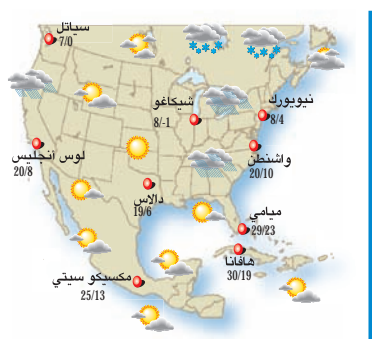 سياتل
7/0
شيكاغو
8/-1
نيويورك
8/4
لوس انجليس
20/8
واشنطن
20/10
دالاس
19/6
ميامي
29/23
هافانا
30/19
مكسيكو سيتي
25/13